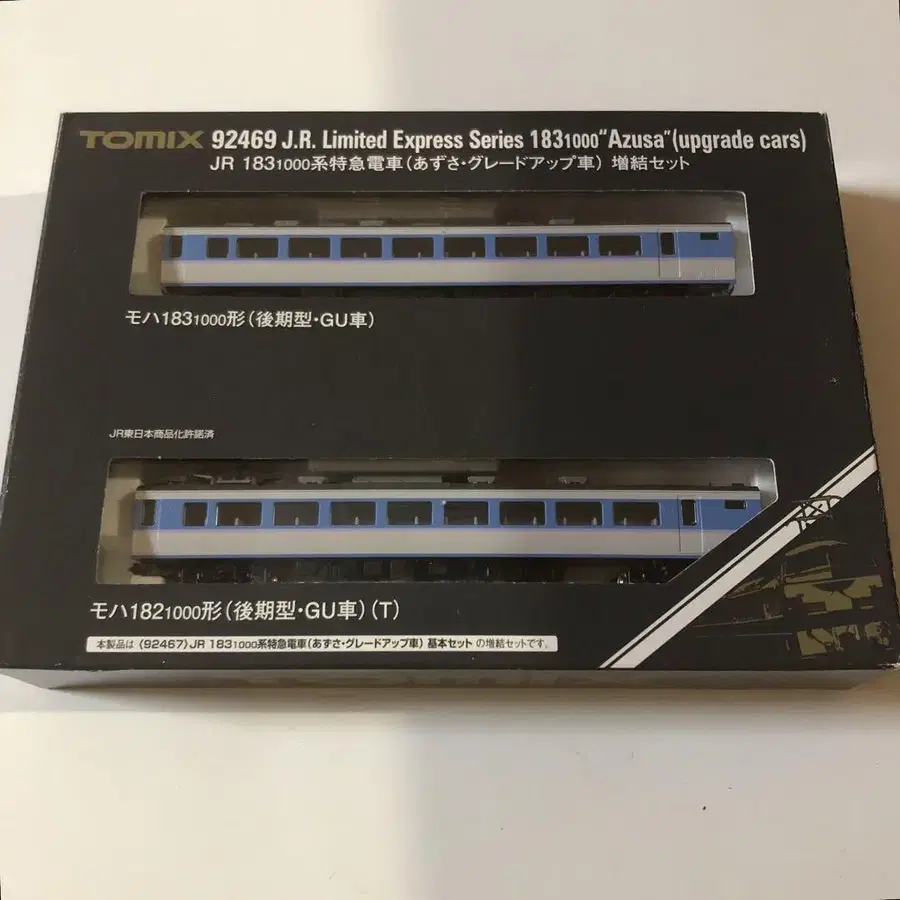 TOMIX 92469 J.R. Limited Express Series 1831000 "Azusa" (upgrade cars)
JR 1831000系特急電車(あずさ・グレードアップ車) 増結セット
モハ1831000形(後期型・GU車)
JR東日本商品化許諾済
モハ1821000形(後期型・GU車)(T)
本製品は〈92467〉JR 1831000系特急電車(あずさ・グレードアップ車) 基本セット の増結セットです。